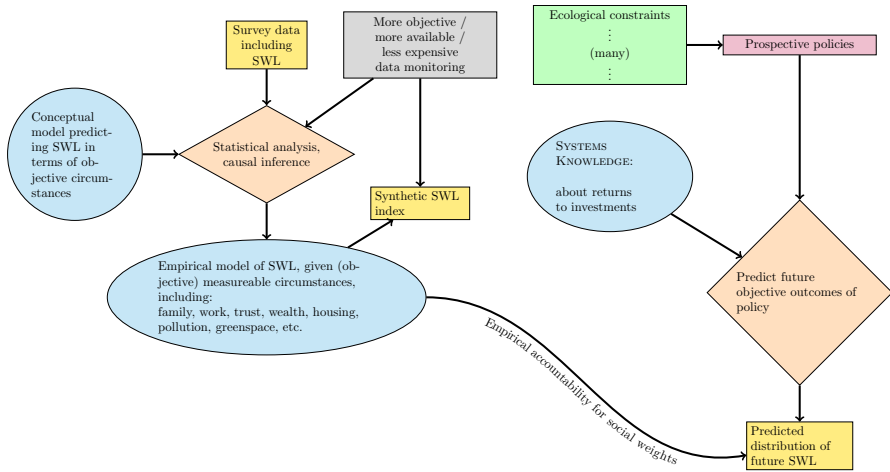 Survey data
including
SWL
More objective /
more available /
less expensive
data monitoring
Ecological constraints
⋮
(many)
⋮
Prospective policies
Conceptual
model predict-
ing SWL in
terms of ob-
jective circum-
stances
Statistical analysis,
causal inference
Systems
Knowledge:
about returns
to investments
Synthetic SWL
index
Empirical model of SWL, given (ob-
jective) measureable circumstances,
including:
family, work, trust, wealth, housing,
pollution, greenspace, etc.
Predict future
objective outcomes of
policy
Empirical accountability for social weights
Predicted
distribution of
future SWL